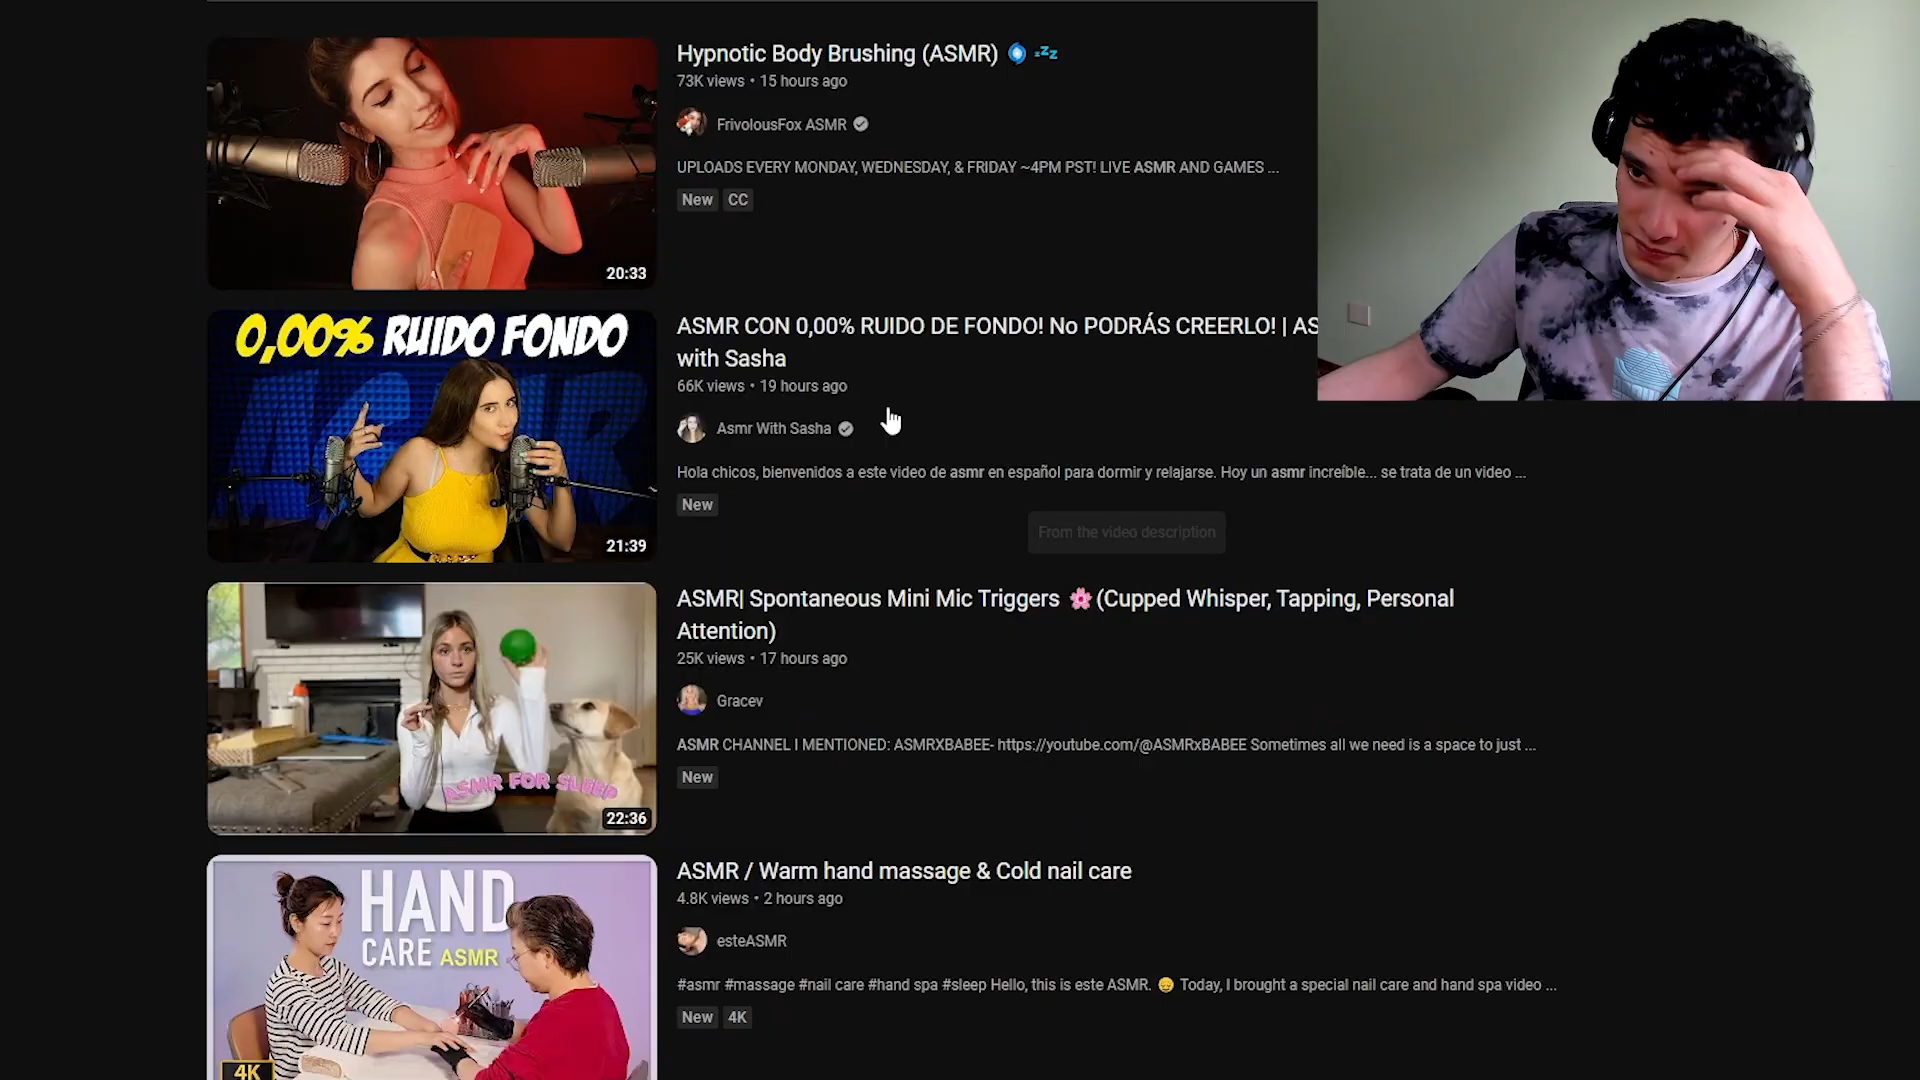 Hypnotic Body Brushing (ASMR) 🌀 💤
73K views • 15 hours ago
FrivolousFox ASMR
UPLOADS EVERY MONDAY, WEDNESDAY, & FRIDAY ~4PM PST! LIVE ASMR AND GAMES ...
New CC
20:33
0,00% RUIDO FONDO
ASMR
21:39
ASMR CON 0,00% RUIDO DE FONDO! No PODRÁS CREERLO! | AS
with Sasha
66K views • 19 hours ago
Asmr With Sasha
Hola chicos, bienvenidos a este video de asmr en español para dormir y relajarse. Hoy un asmr increíble... se trata de un video ...
New
From the video description
ASMR FOR SLEEP
22:36
ASMR| Spontaneous Mini Mic Triggers 🌸(Cupped Whisper, Tapping, Personal
Attention)
25K views • 17 hours ago
Gracev
ASMR CHANNEL I MENTIONED: ASMRXBABEE- https://youtube.com/@ASMRxBABEE Sometimes all we need is a space to just ...
New
HAND
CARE ASMR
4K
ASMR / Warm hand massage & Cold nail care
4.8K views • 2 hours ago
esteASMR
#asmr #massage #nail care #hand spa #sleep Hello, this is este ASMR. 😌 Today, I brought a special nail care and hand spa video ...
New 4K